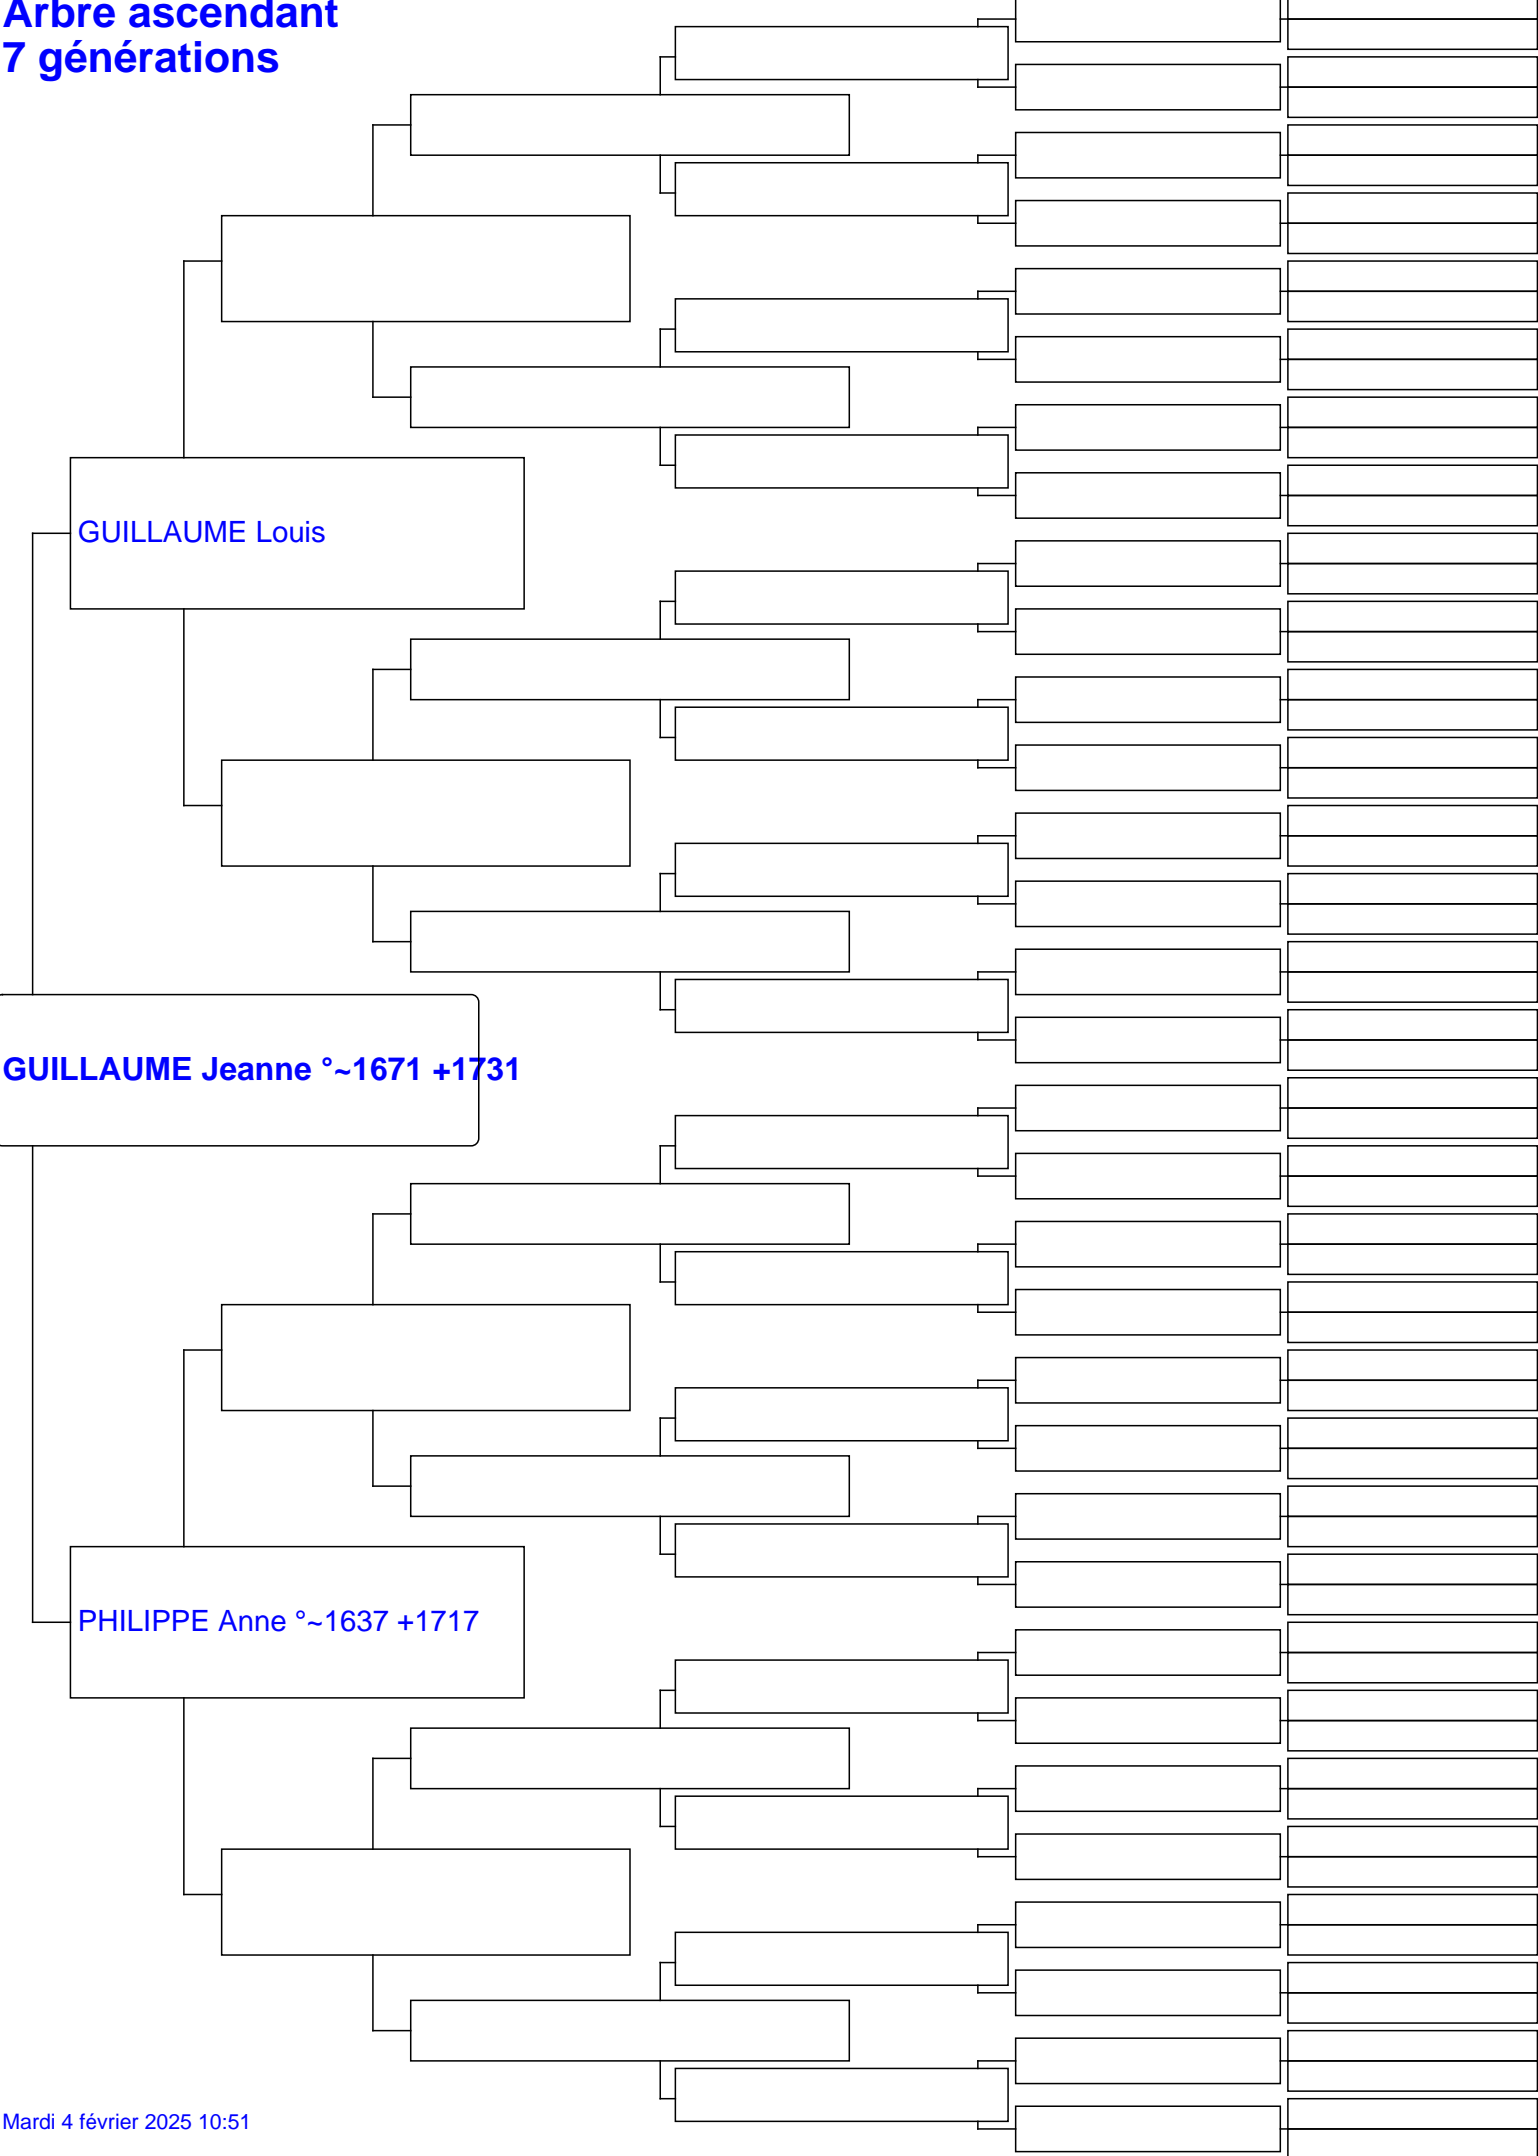 Arbre ascendant
7 générations
GUILLAUME Louis
GUILLAUME Jeanne °~1671 +1731
PHILIPPE Anne °~1637 +1717
Mardi 4 février 2025 10:51